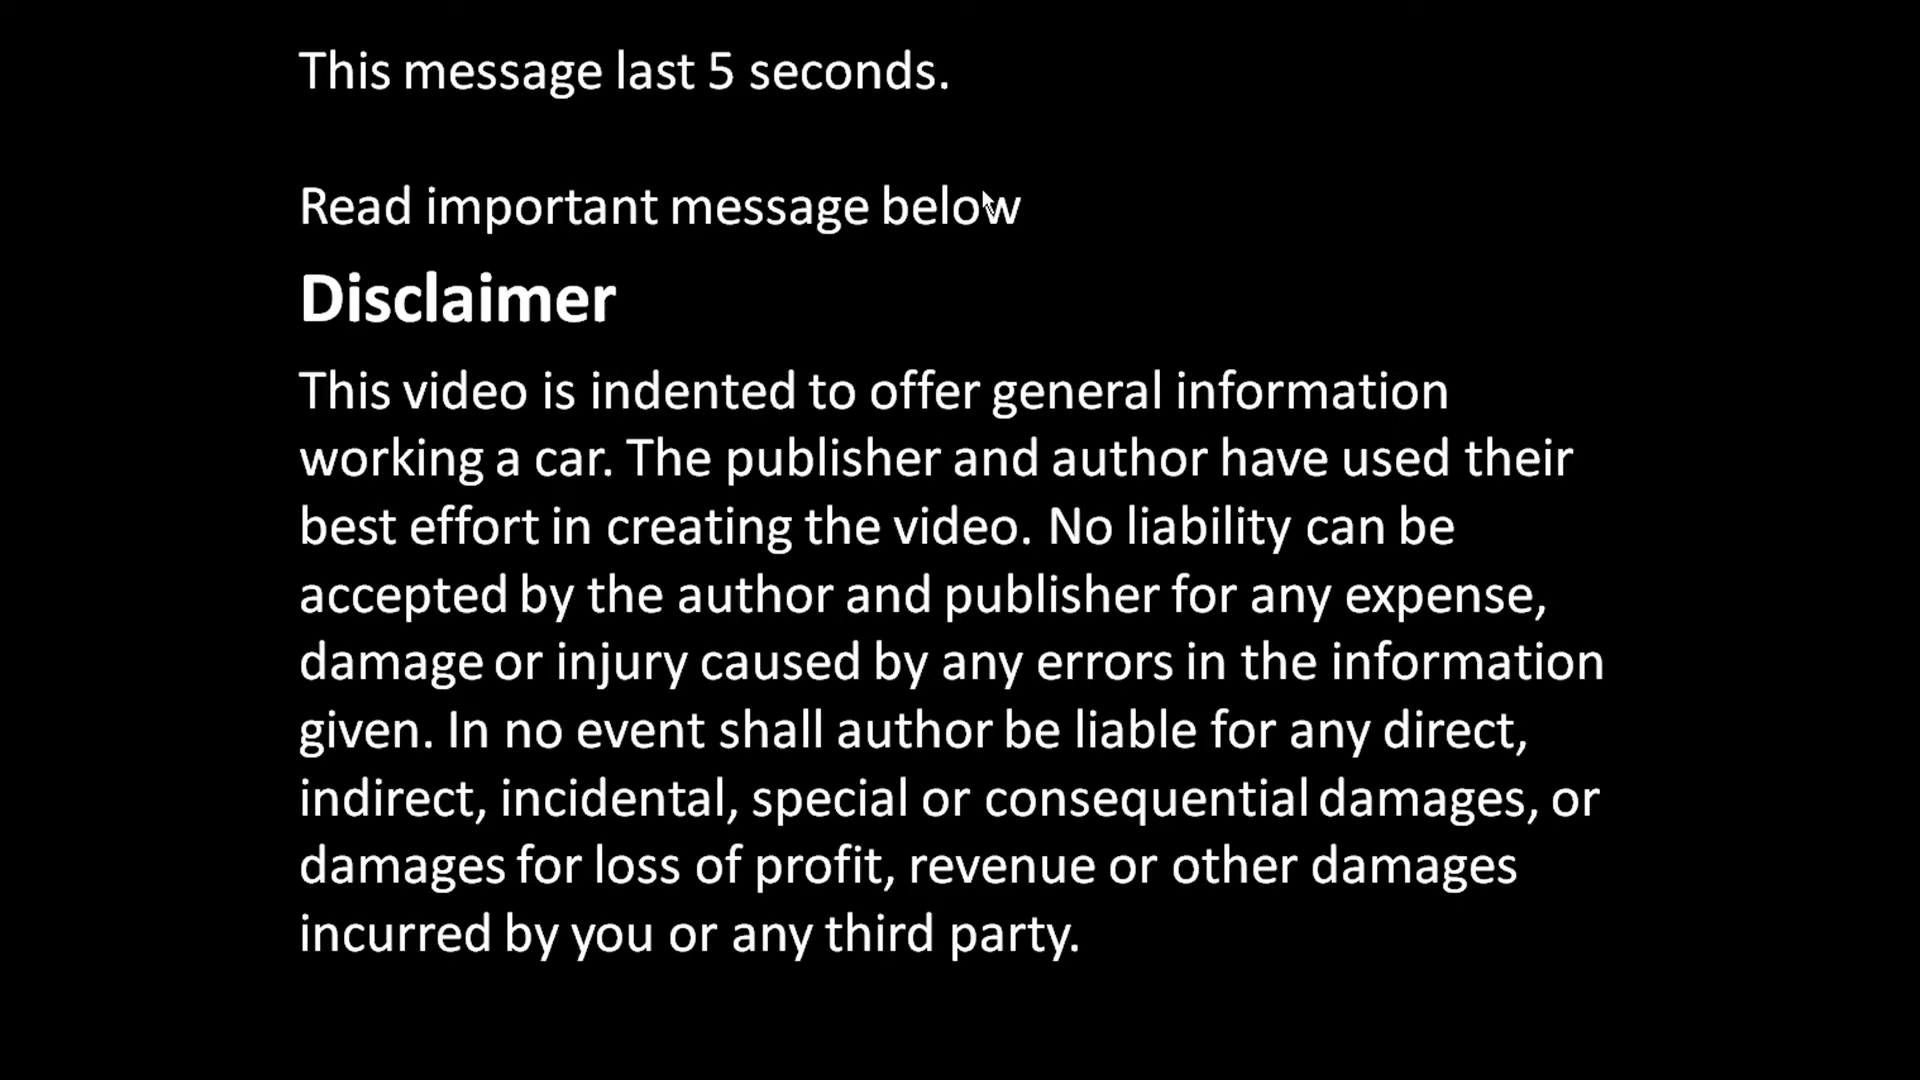 This message last 5 seconds.
Read important message below
Disclaimer
This video is indented to offer general information
working a car. The publisher and author have used their
best effort in creating the video. No liability can be
accepted by the author and publisher for any expense,
damage or injury caused by any errors in the information
given. In no event shall author be liable for any direct,
indirect, incidental, special or consequential damages, or
damages for loss of profit, revenue or other damages
incurred by you or any third party.